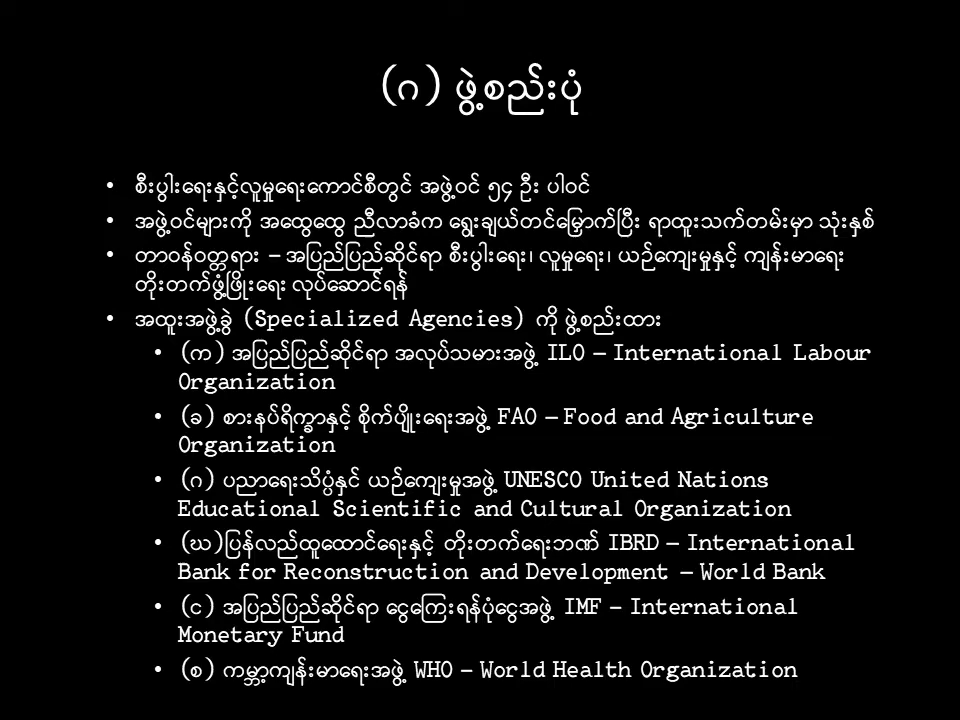 (ဂ) ဖွဲ့စည်းပုံ
• စီးပွါးရေးနှင့်လူမှုရေးကောင်စီတွင် အဖွဲ့ဝင် ၅၄ ဦး ပါဝင်
• အဖွဲ့ဝင်များကို အထွေထွေ ညီလာခံက ရွေးချယ်တင်မြှောက်ပြီး ရာထူးသက်တမ်းမှာ သုံးနှစ်
• တာဝန်ဝတ္တရား – အပြည်ပြည်ဆိုင်ရာ စီးပွါးရေး၊ လူမှုရေး၊ ယဉ်ကျေးမှုနှင့် ကျန်းမာရေး
တိုးတက်ဖွံ့ဖြိုးရေး လုပ်ဆောင်ရန်
• အထူးအဖွဲ့ခွဲ (Specialized Agencies) ကို ဖွဲ့စည်းထား
• (က) အပြည်ပြည်ဆိုင်ရာ အလုပ်သမားအဖွဲ့ ILO – International Labour
Organization
• (ခ) စားနပ်ရိက္ခာနှင့် စိုက်ပျိုးရေးအဖွဲ့ FAO – Food and Agriculture
Organization
• (ဂ) ပညာရေးသိပ္ပံနှင် ယဉ်ကျေးမှုအဖွဲ့ UNESCO United Nations
Educational Scientific and Cultural Organization
• (ဃ)ပြန်လည်ထူထောင်ရေးနှင့် တိုးတက်ရေးဘဏ် IBRD – International
Bank for Reconstruction and Development – World Bank
• (င) အပြည်ပြည်ဆိုင်ရာ ငွေကြေးရန်ပုံငွေအဖွဲ့ IMF – International
Monetary Fund
• (စ) ကမ္ဘာ့ကျန်းမာရေးအဖွဲ့ WHO – World Health Organization